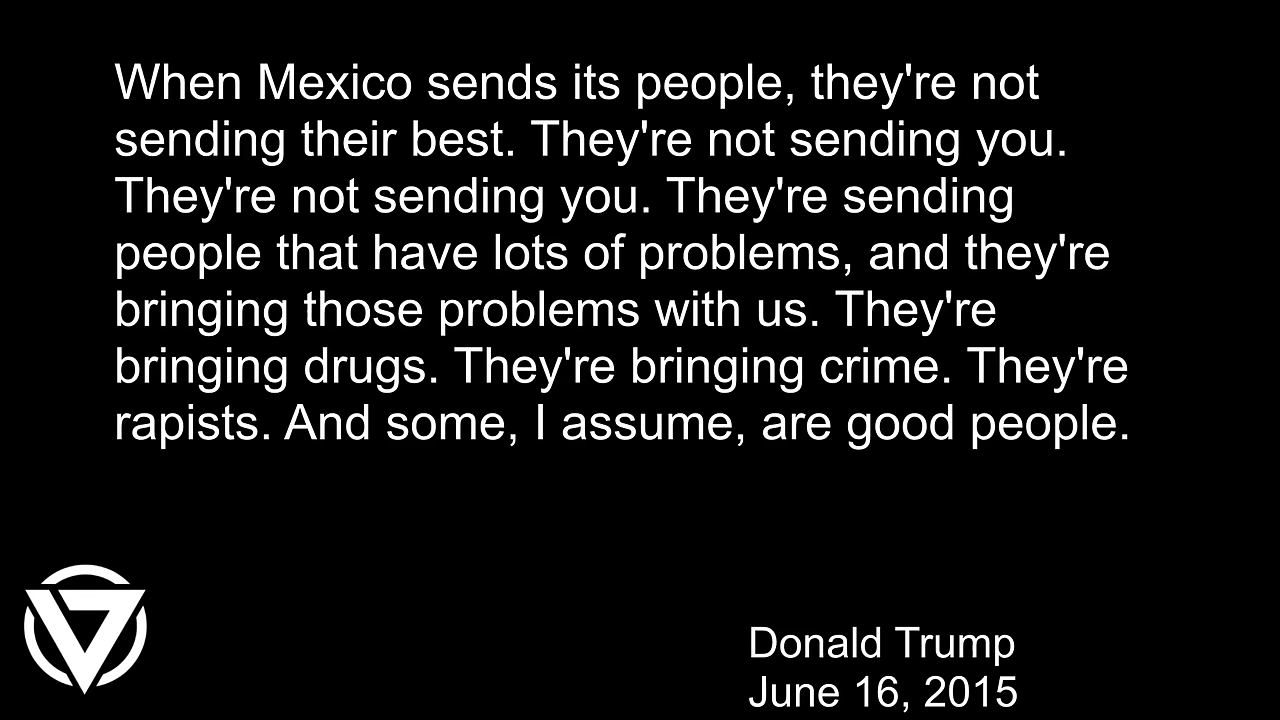 When Mexico sends its people, they're not
sending their best. They're not sending you.
They're not sending you. They're sending
people that have lots of problems, and they're
bringing those problems with us. They're
bringing drugs. They're bringing crime. They're
rapists. And some, I assume, are good people.
Donald Trump
June 16, 2015